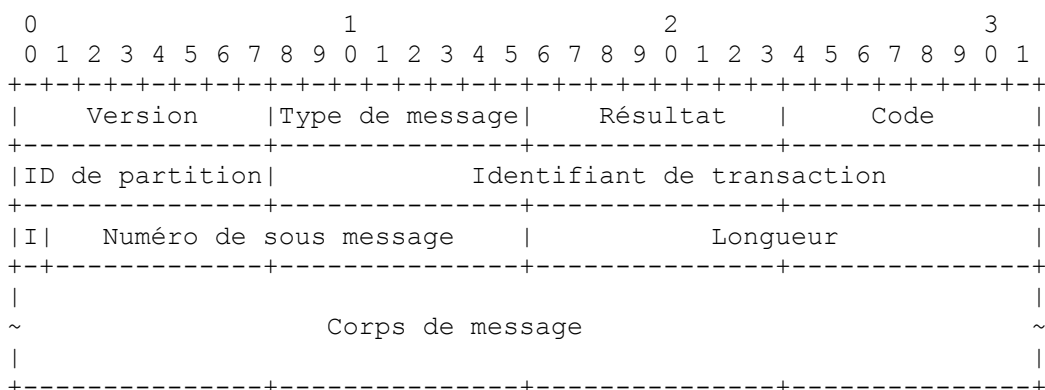 0 1 2 3
0 1 2 3 4 5 6 7 8 9 0 1 2 3 4 5 6 7 8 9 0 1 2 3 4 5 6 7 8 9 0 1
+-+-+-+-+-+-+-+-+-+-+-+-+-+-+-+-+-+-+-+-+-+-+-+-+-+-+-+-+-+-+-+-+
| Version |Type de message| Résultat | Code |
+---------------+---------------+---------------+---------------+
|ID de partition| Identifiant de transaction |
+---------------+---------------+---------------+---------------+
|I| Numéro de sous message | Longueur |
+-+-------------+---------------+---------------+---------------+
| |
~ Corps de message ~
| |
+---------------+---------------+---------------+---------------+